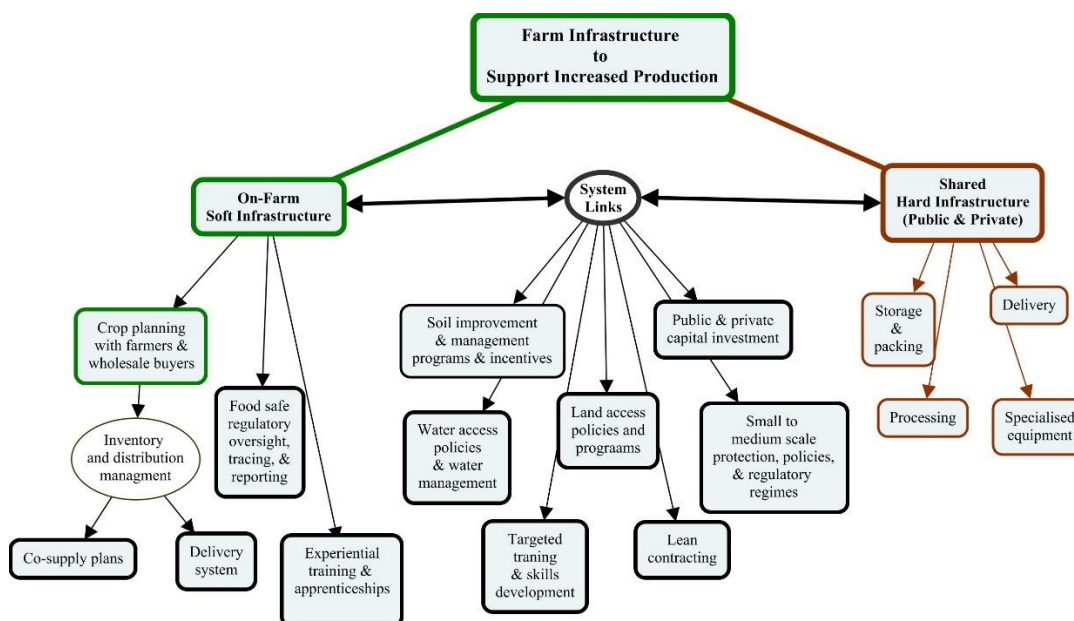 Farm Infrastructure
to
Support Increased Production
On-Farm
Soft Infrastructure
System
Links
Shared
Hard Infrastructure
(Public & Private)
Crop planning
with farmers &
wholesale buyers
Soil improvement
& management
programs & incentives
Public & private
capital investment
Storage
&
packing
Delivery
Food safe
regulatory
oversight,
tracing, &
reporting
Water access
policies
& water
management
Land access
policies and
prograams
Small to
medium scale
protection, policies,
& regulatory
regimes
Processing
Specialised
equipment
Inventory
and distribution
managment
Co-supply plans
Delivery
system
Experiential
training &
apprenticeships
Targeted
traning
& skills
development
Lean
contracting